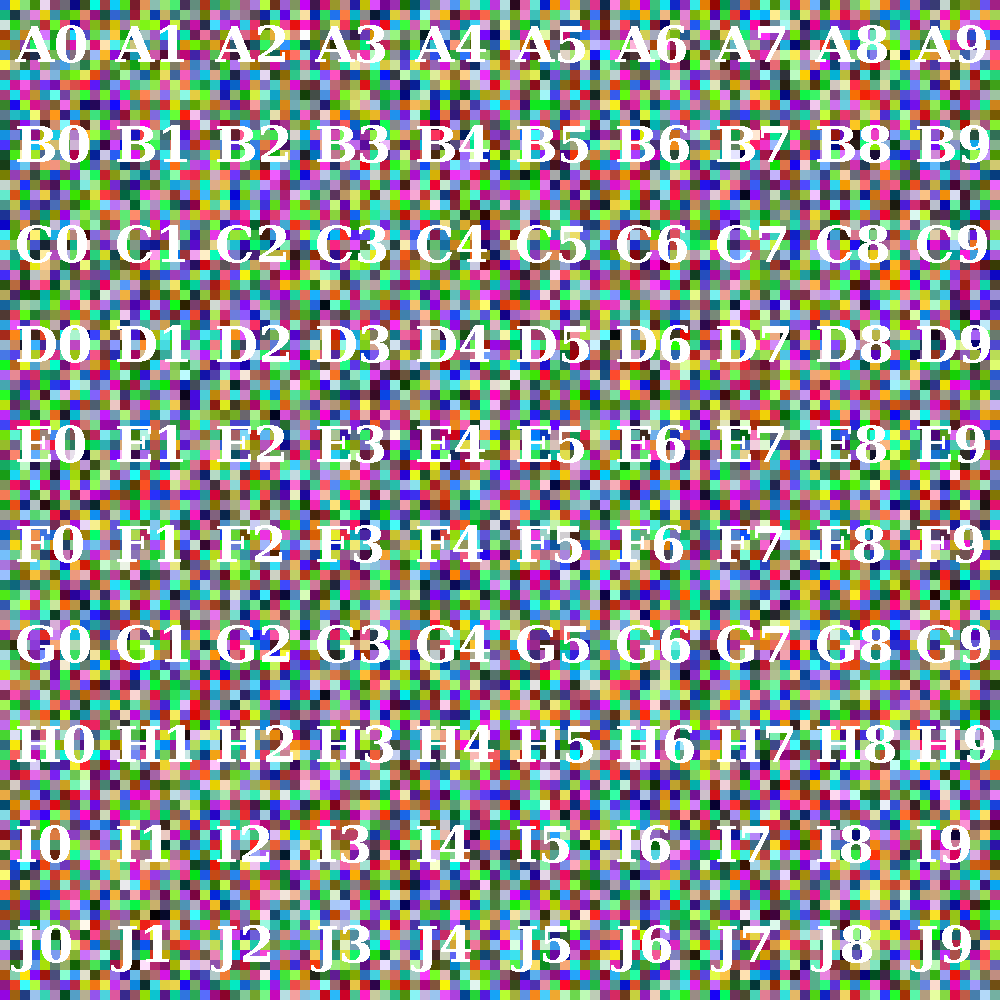 A0 A1 A2 A3 A4 A5 A6 A7 A8 A9
B0 B1 B2 B3 B4 B5 B6 B7 B8 B9
C0 C1 C2 C3 C4 C5 C6 C7 C8 C9
D0 D1 D2 D3 D4 D5 D6 D7 D8 D9
E0 E1 E2 E3 E4 E5 E6 E7 E8 E9
F0 F1 F2 F3 F4 F5 F6 F7 F8 F9
G0 G1 G2 G3 G4 G5 G6 G7 G8 G9
H0 H1 H2 H3 H4 H5 H6 H7 H8 H9
I0 I1 I2 I3 I4 I5 I6 I7 I8 I9
J0 J1 J2 J3 J4 J5 J6 J7 J8 J9